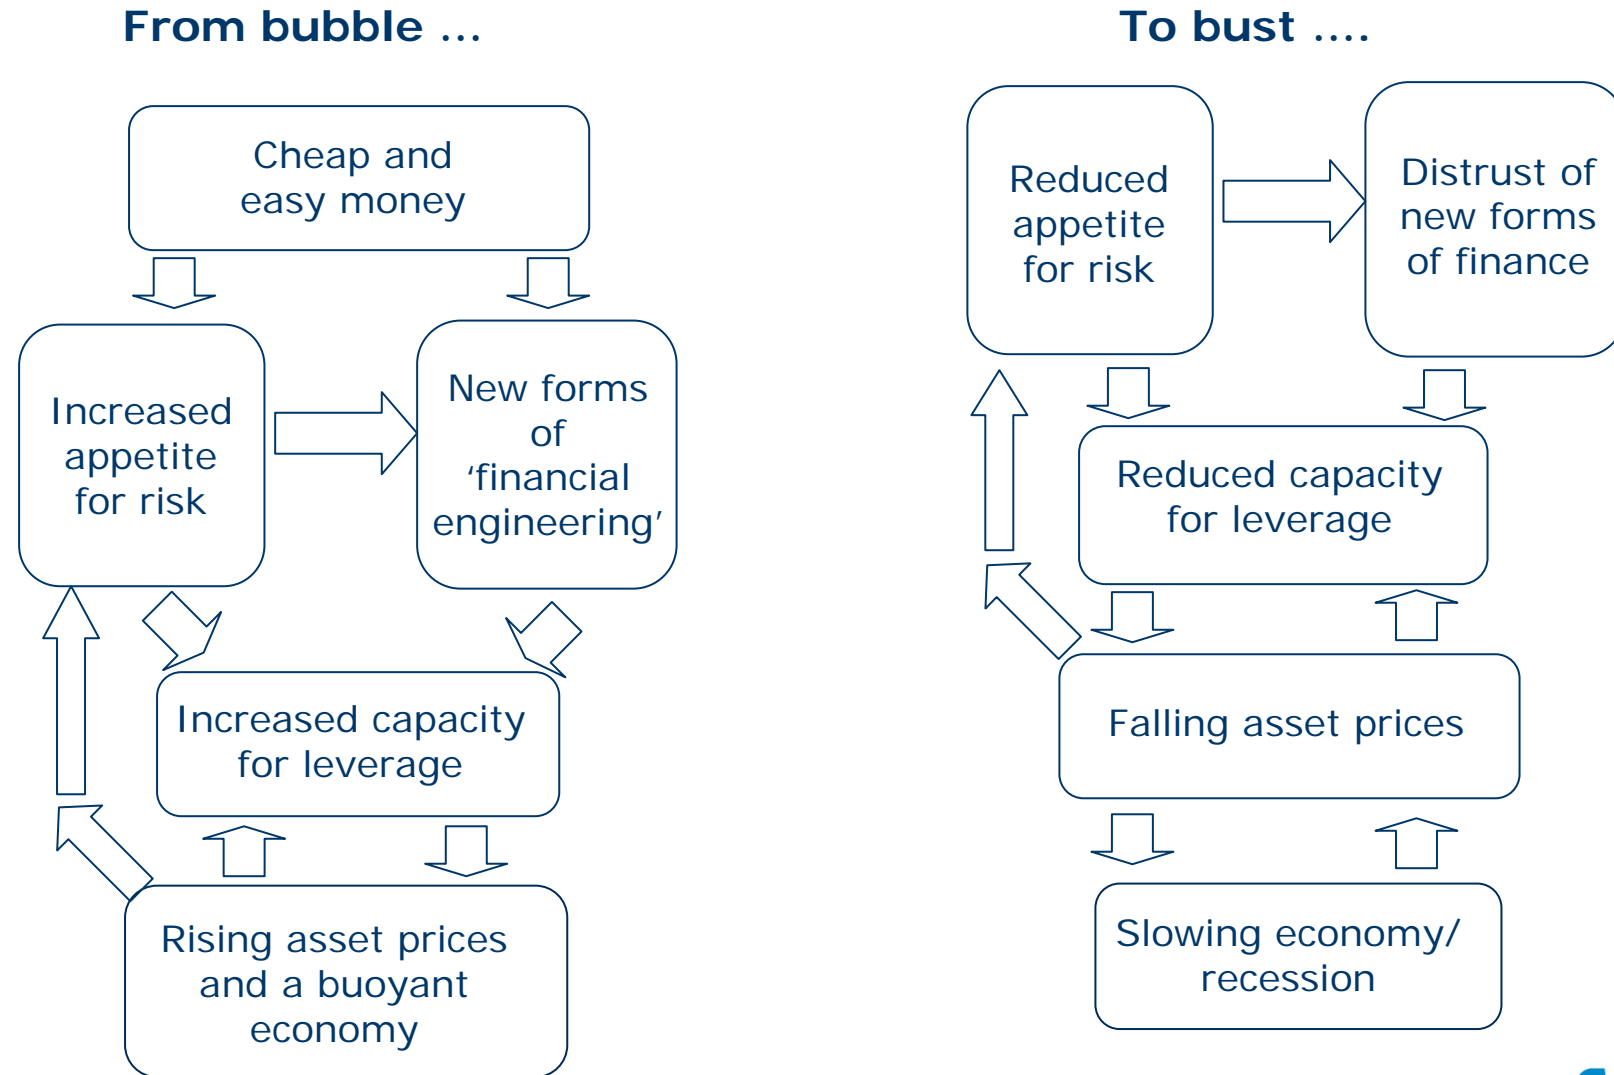 From bubble ...
Cheap and
easy money
Increased
appetite
for risk
New forms
of
‘financial
engineering’
Increased capacity
for leverage
Rising asset prices
and a buoyant
economy
To bust ....
Reduced
appetite
for risk
Distrust of
new forms
of finance
Reduced capacity
for leverage
Falling asset prices
Slowing economy/
recession